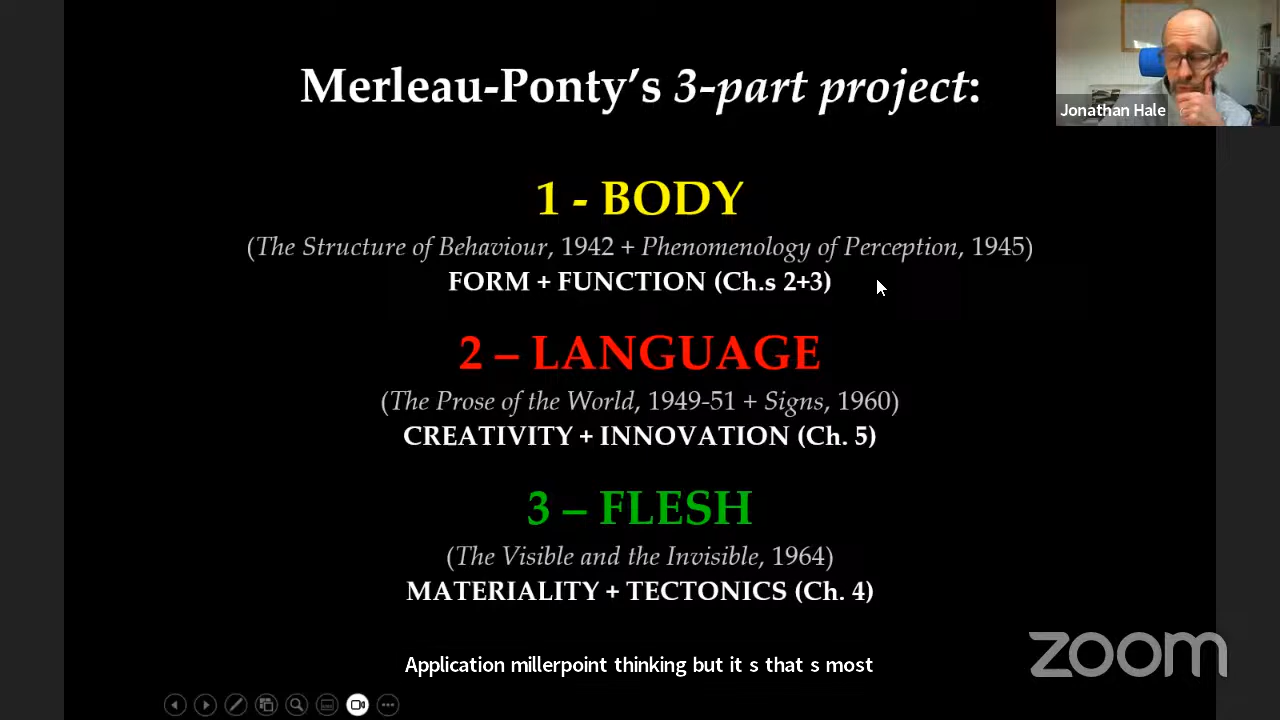 Merleau-Ponty's 3-part project:
Jonathan Hale
1 - BODY
(The Structure of Behaviour, 1942 + Phenomenology of Perception, 1945)
FORM + FUNCTION (Ch.s 2+3)
2 – LANGUAGE
(The Prose of the World, 1949-51 + Signs, 1960)
CREATIVITY + INNOVATION (Ch. 5)
3 – FLESH
(The Visible and the Invisible, 1964)
MATERIALITY + TECTONICS (Ch. 4)
Application millerpoint thinking but it s that s most
zoom